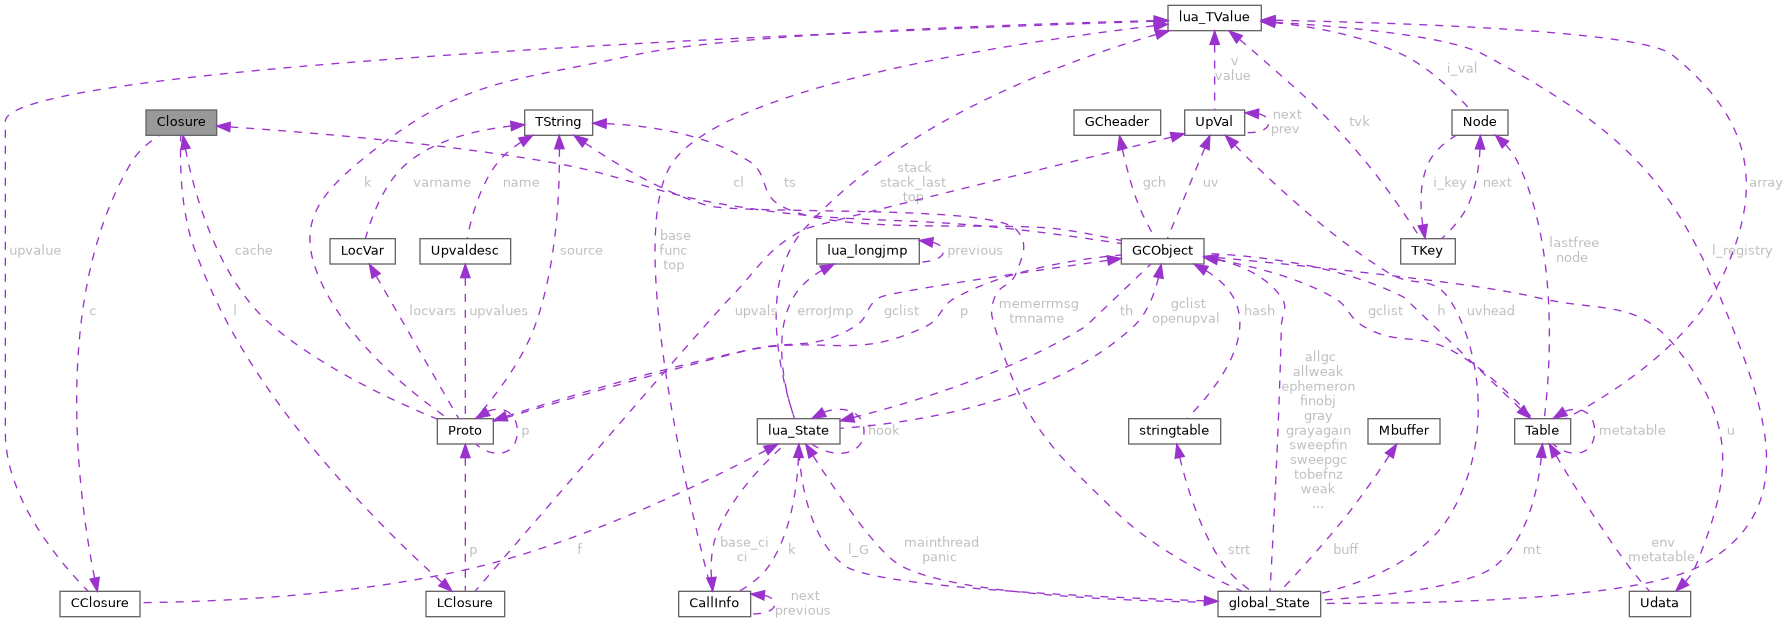 lua_TValue
Closure
TString
GCheader
UpVal
Node
v
value
next
prev
i_val
tvk
k
varname
name
cl
ts
stack
stack_last
top
gch
uv
i_key
next
array
upvalue
cache
LocVar
Upvaldesc
source
base
func
top
lua_longjmp
previous
GCObject
TKey
lastfree
node
l_registry
c
l
locvars
upvalues
upvals
errorJmp
gclist
p
memerrmsg
tmname
th
gclist
openupval
hash
gclist
h
uvhead
allgc
allweak
ephemeron
finobj
gray
grayagain
sweepfin
sweepgc
tobefnz
weak
...
Proto
p
lua_State
hook
stringtable
Mbuffer
Table
metatable
u
p
f
base_ci
ci
k
l_G
mainthread
panic
strt
buff
mt
env
metatable
CClosure
LClosure
CallInfo
next
previous
global_State
Udata